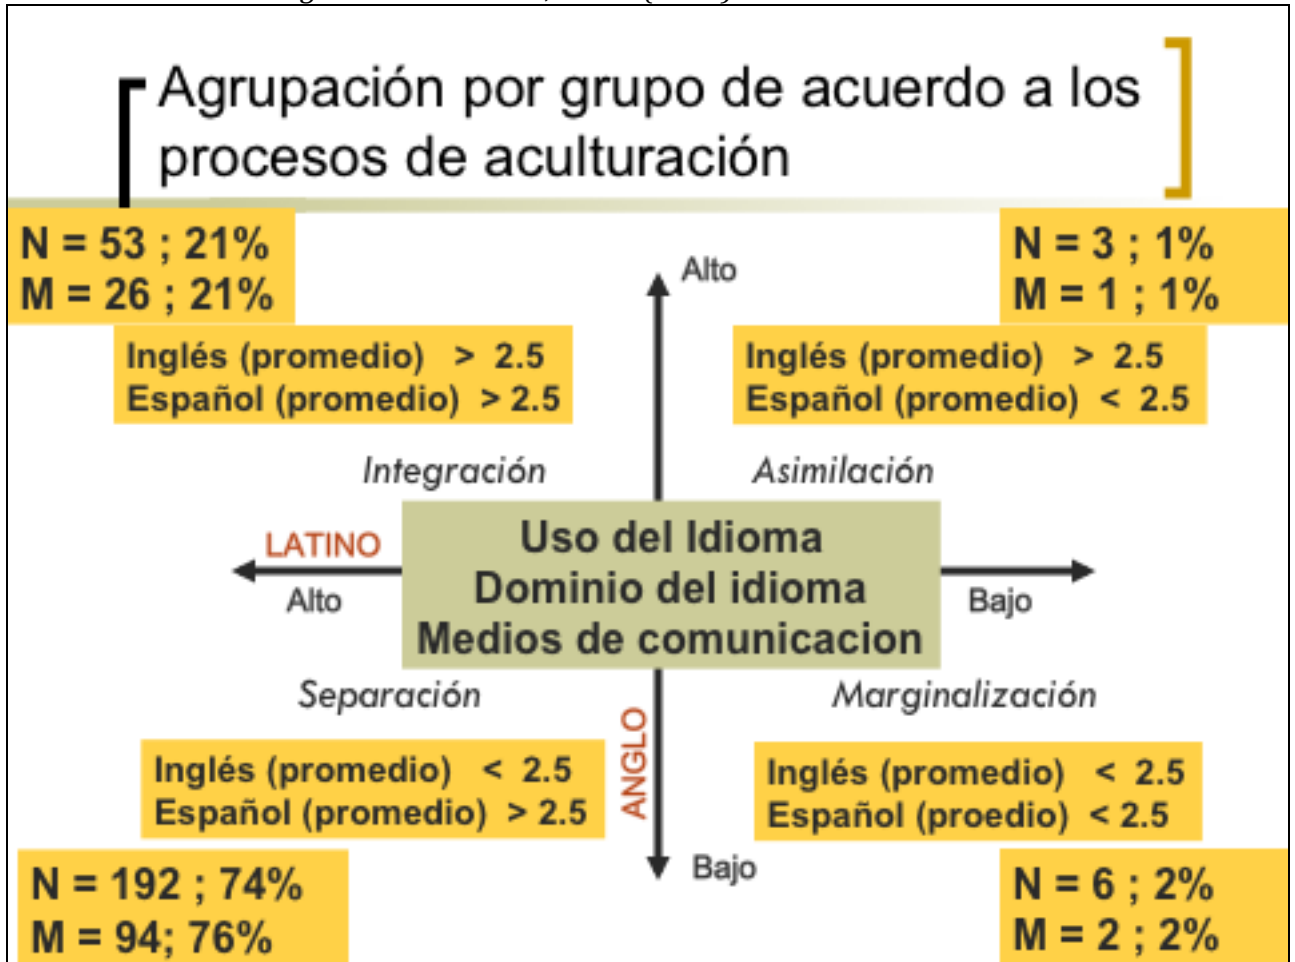 Agrupación por grupo de acuerdo a los
procesos de aculturación
N = 53 ; 21%
M = 26 ; 21%
N = 3 ; 1%
M = 1 ; 1%
Alto
Inglés (promedio) > 2.5
Español (promedio) > 2.5
Inglés (promedio) > 2.5
Español (promedio) < 2.5
Integración
Asimilación
LATINO
Alto
Uso del Idioma
Dominio del idioma
Medios de comunicacion
Bajo
Separación
Marginalización
ANGLO
Inglés (promedio) < 2.5
Español (promedio) > 2.5
Inglés (promedio) < 2.5
Español (proedio) < 2.5
Bajo
N = 192 ; 74%
M = 94; 76%
N = 6 ; 2%
M = 2 ; 2%